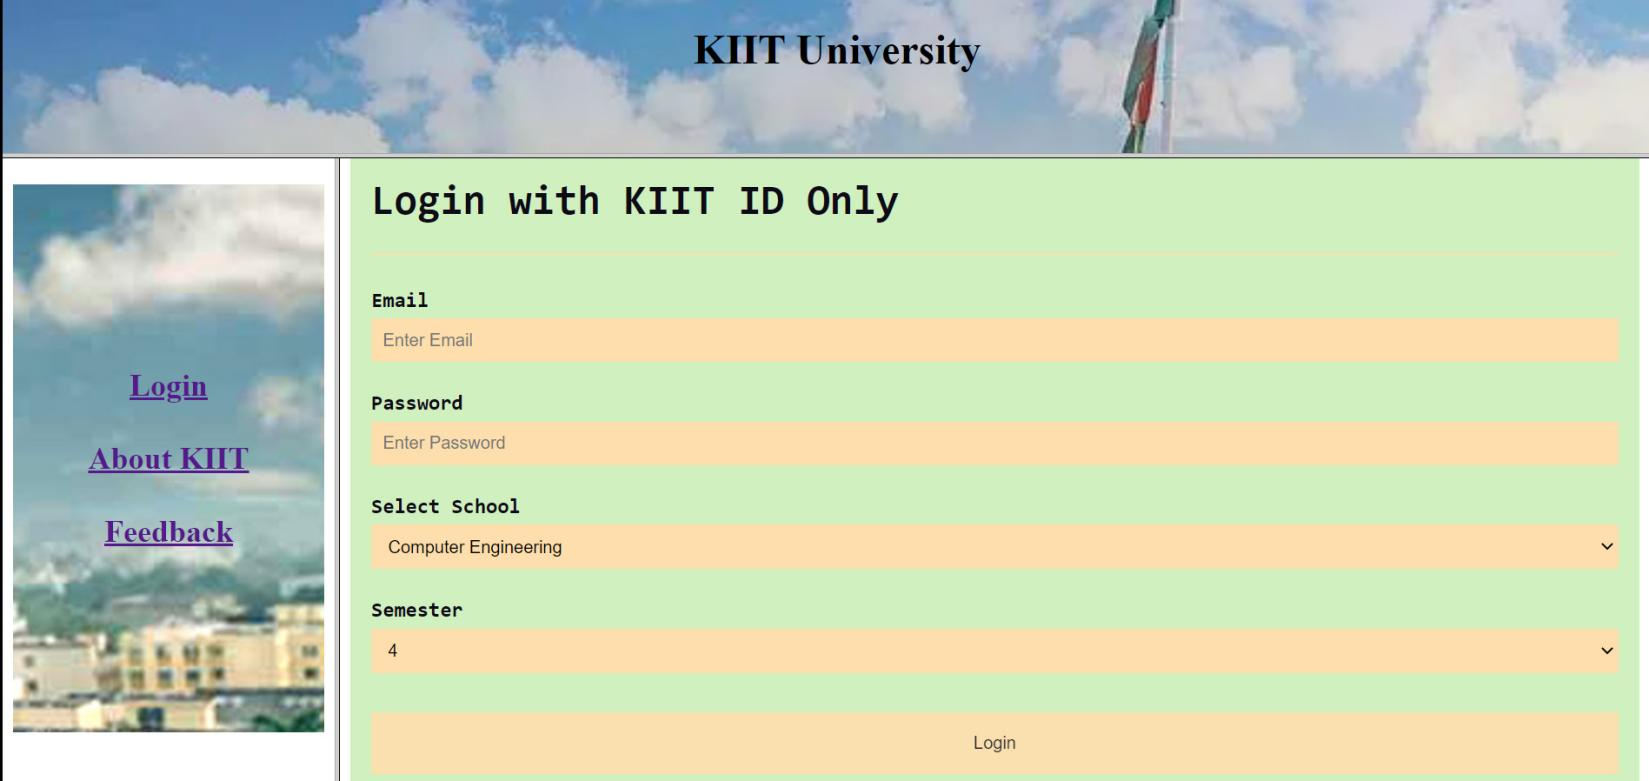 KIIT University
Login
About KIIT
Feedback
Login with KIIT ID Only
Email
Enter Email
Password
Enter Password
Select School
Computer Engineering
Semester
4
Login